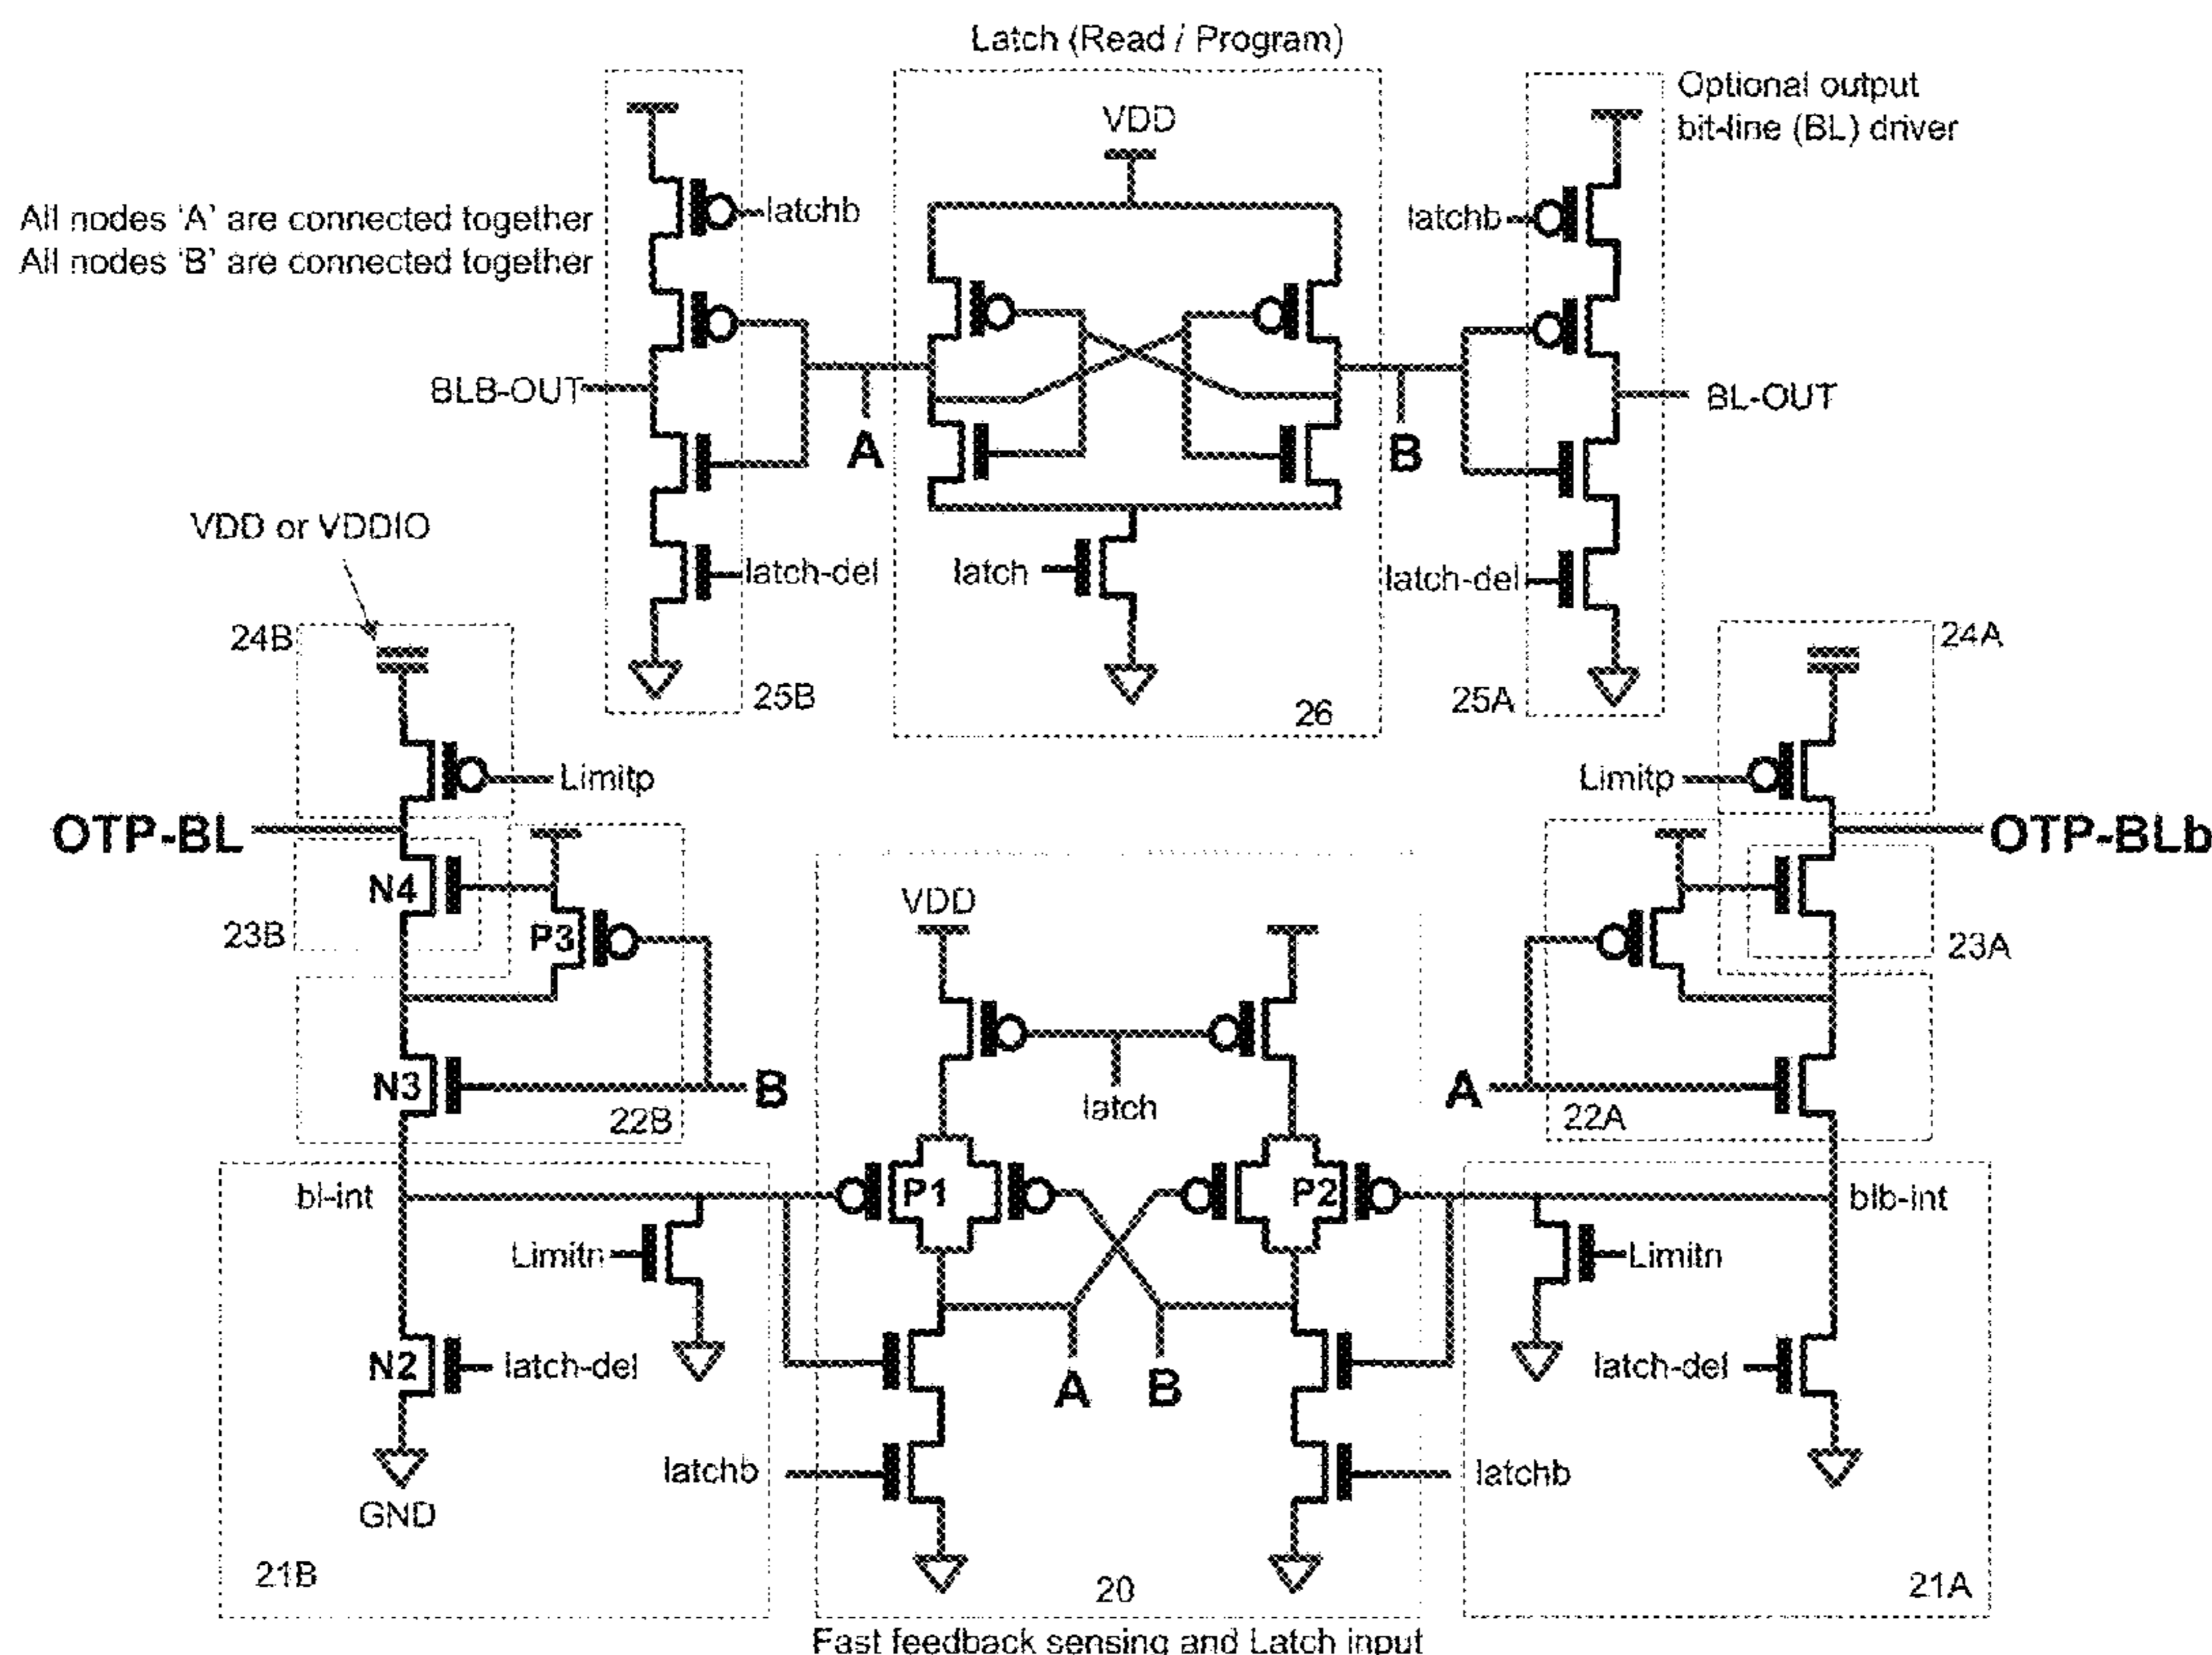 Latch (Read / Program)
Optional output
bit-line (BL) driver
VDD
latchb
latchb
All nodes 'A' are connected together
All nodes 'B' are connected together
BLB-OUT
BL-OUT
A
B
VDD or VDDIO
latch-del
latch
latch-del
24B
24A
25B
26
25A
Limitp
Limitp
OTP-BL
OTP-BLb
N4
VDD
23B
P3
23A
N3
B
A
latch
22B
22A
bl-int
P1
P2
blb-int
Limitn
Limitn
N2
latch-del
A
B
latch-del
latchb
latchb
GND
21B
20
21A
Fast feedback sensing and Latch input